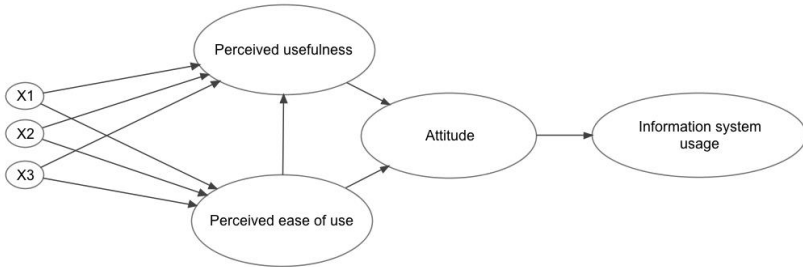 Perceived usefulness
X1
X2
X3
Attitude
Information system
usage
Perceived ease of use